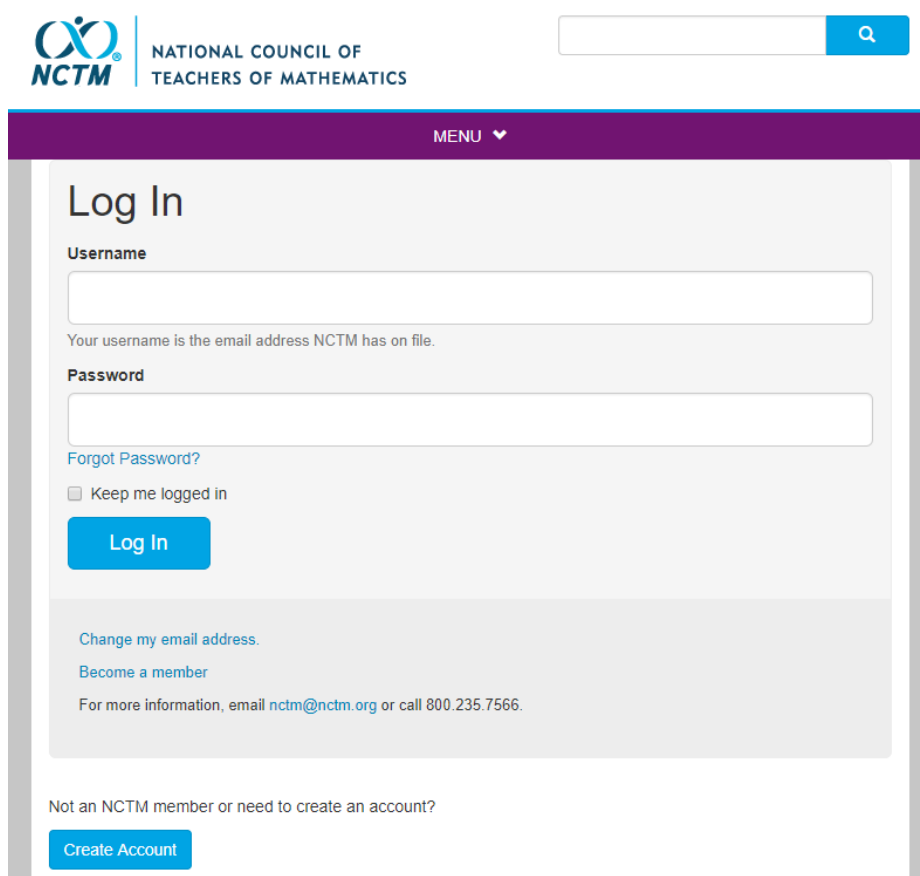 NCTM®
NATIONAL COUNCIL OF
TEACHERS OF MATHEMATICS
MENU
Log In
Username
Your username is the email address NCTM has on file.
Password
Forgot Password?
Keep me logged in
Log In
Change my email address.
Become a member
For more information, email nctm@nctm.org or call 800.235.7566.
Not an NCTM member or need to create an account?
Create Account